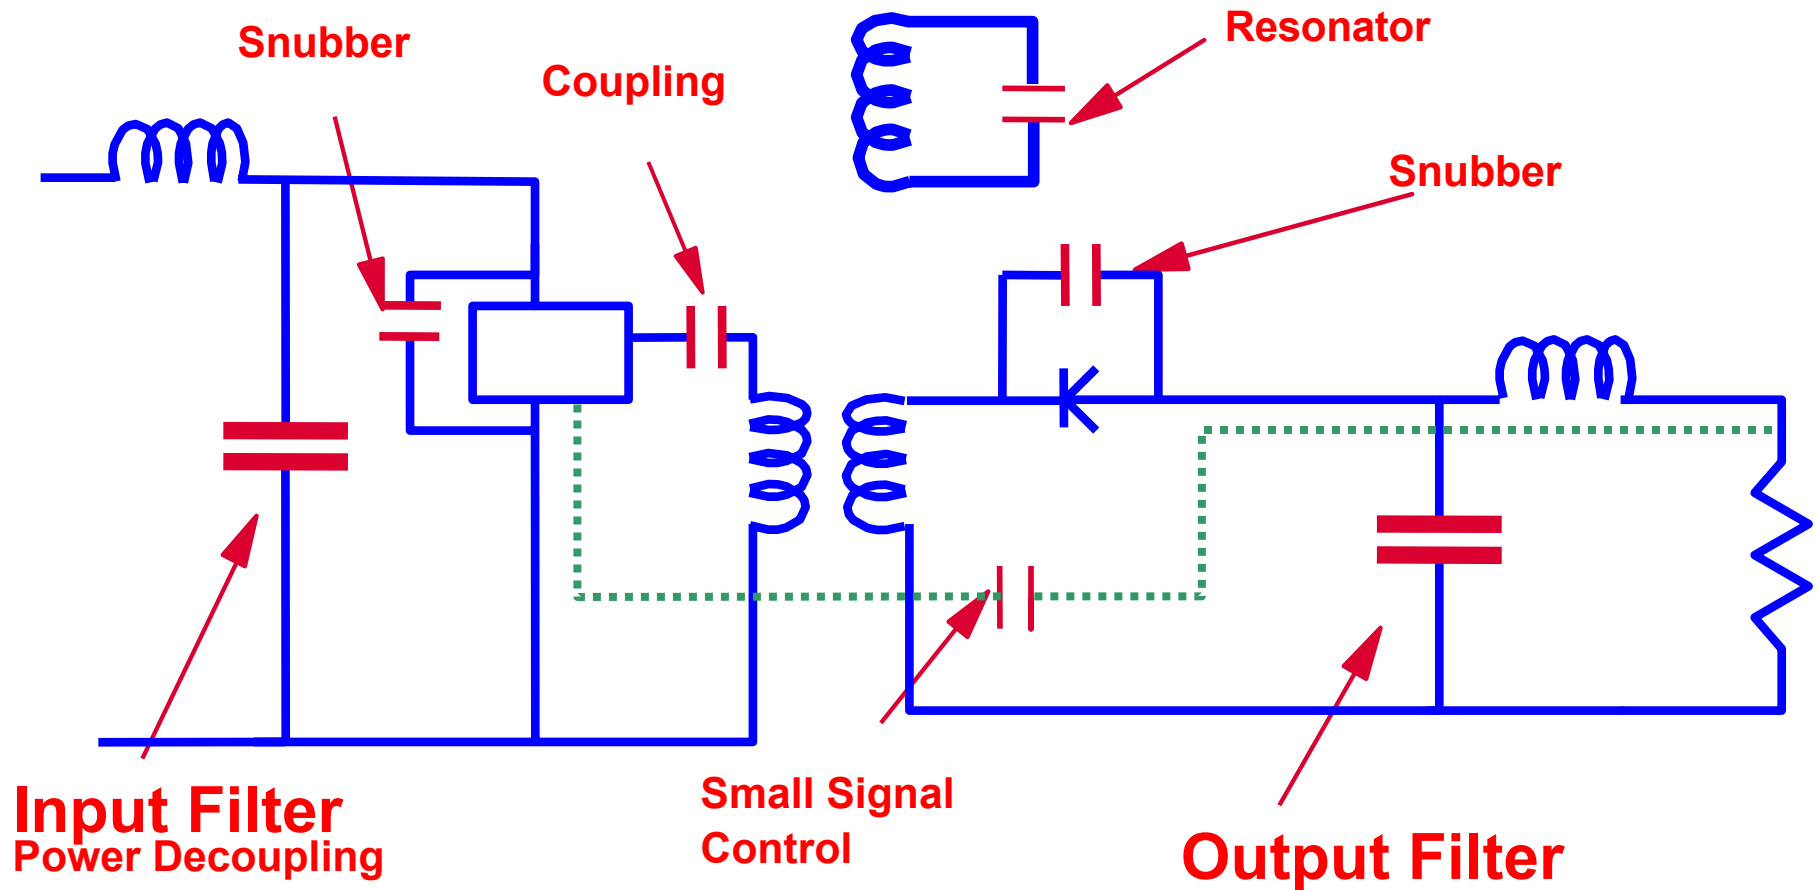 Resonator
Snubber
Coupling
Snubber
Small Signal
Control
Input Filter
Power Decoupling
Output Filter